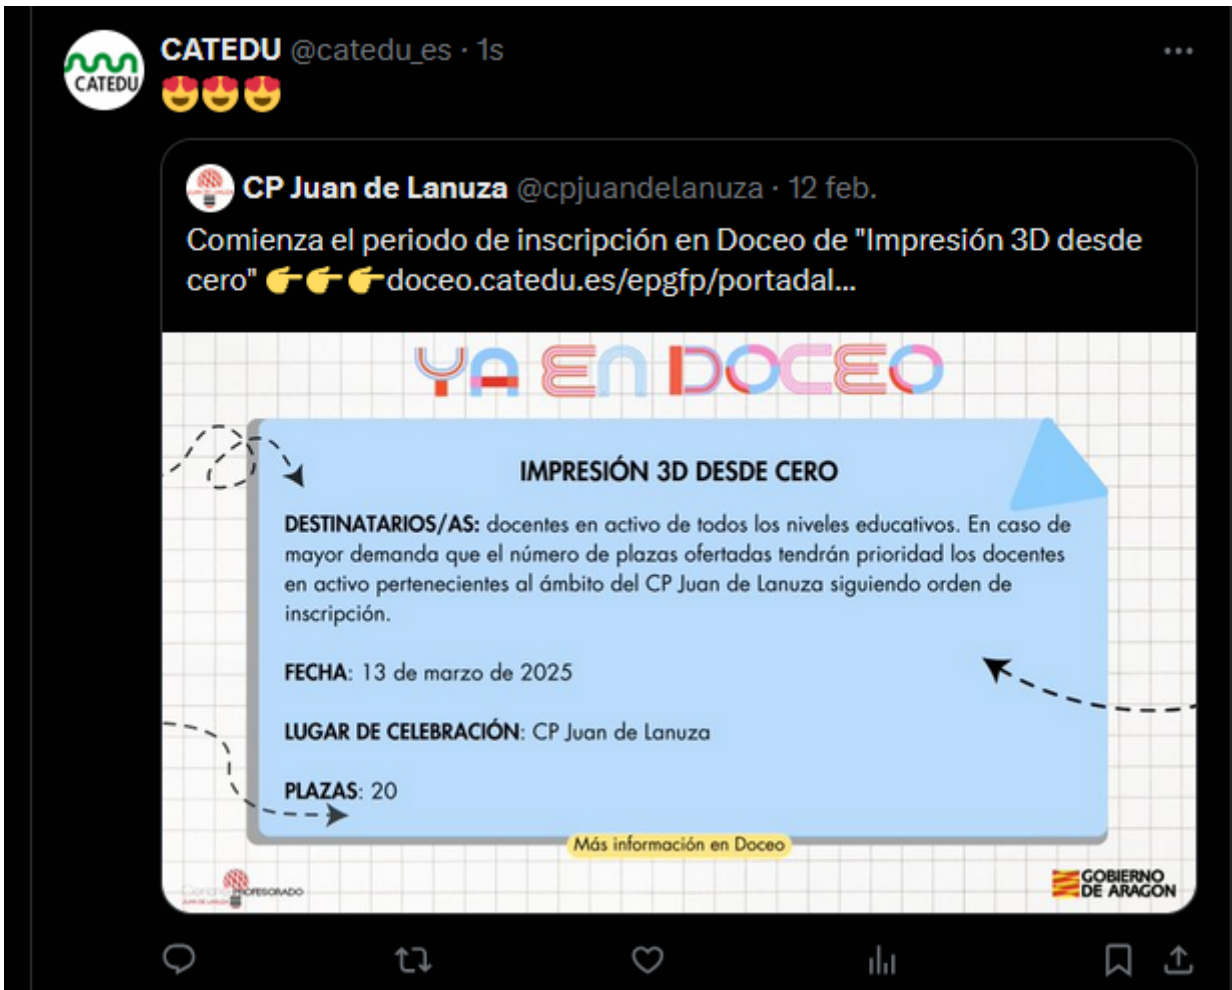 CATEDU @catedu_es · 1s
😍😍😍
CATEDU
CP Juan de Lanuza @cpjuandelanuza · 12 feb.
Comienza el periodo de inscripción en Doceo de "Impresión 3D desde
cero" 👉👉👉doceo.catedu.es/epgfp/portadal...
YA EN DOCEO
IMPRESIÓN 3D DESDE CERO
DESTINATARIOS/AS: docentes en activo de todos los niveles educativos. En caso de
mayor demanda que el número de plazas ofertadas tendrán prioridad los docentes
en activo pertenecientes al ámbito del CP Juan de Lanuza siguiendo orden de
inscripción.
FECHA: 13 de marzo de 2025
LUGAR DE CELEBRACIÓN: CP Juan de Lanuza
PLAZAS: 20
Más información en Doceo
PROFESORADO
GOBIERNO
DE ARAGON